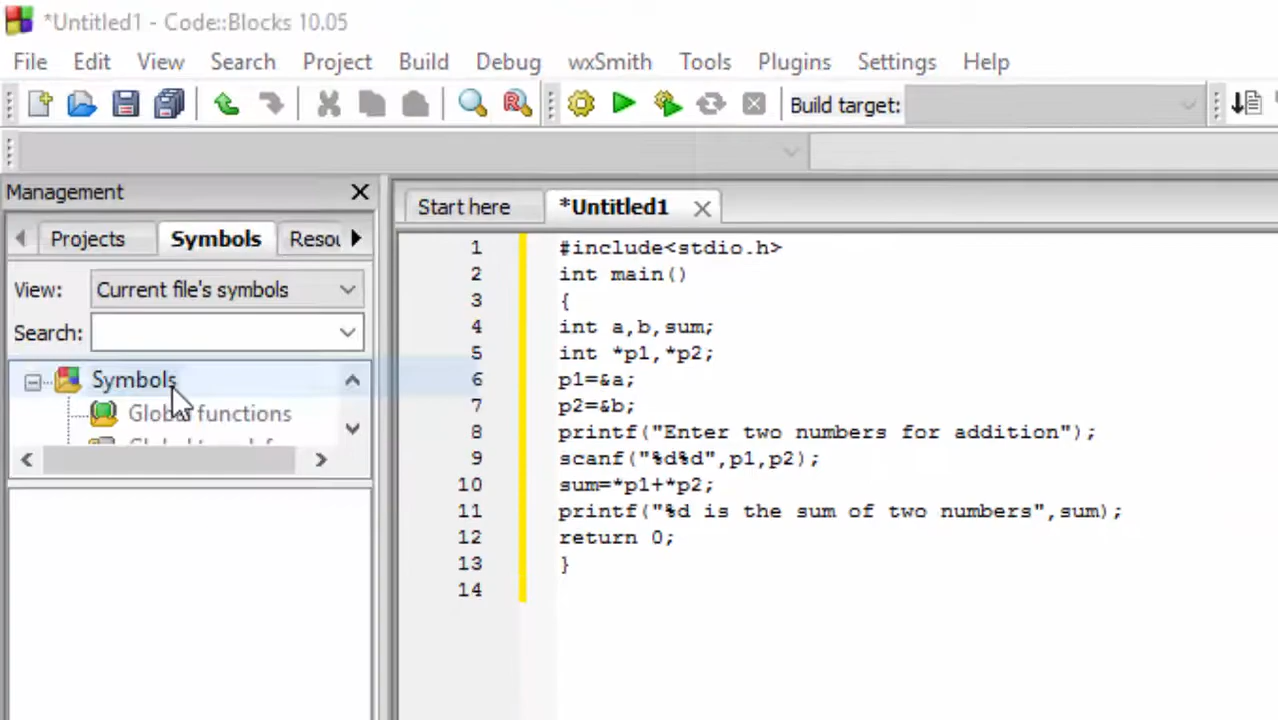 *Untitled1 - Code::Blocks 10.05
File Edit View Search Project Build Debug wxSmith Tools Plugins Settings Help
Build target:
Management
Projects Symbols Resou
Start here *Untitled1
View: Current file's symbols
Search:
Symbols
Global functions
1 #include<stdio.h>
2 int main()
3 {
4 int a,b,sum;
5 int *p1,*p2;
6 p1=&a;
7 p2=&b;
8 printf("Enter two numbers for addition");
9 scanf("%d%d",p1,p2);
10 sum=*p1+*p2;
11 printf("%d is the sum of two numbers",sum);
12 return 0;
13 }
14